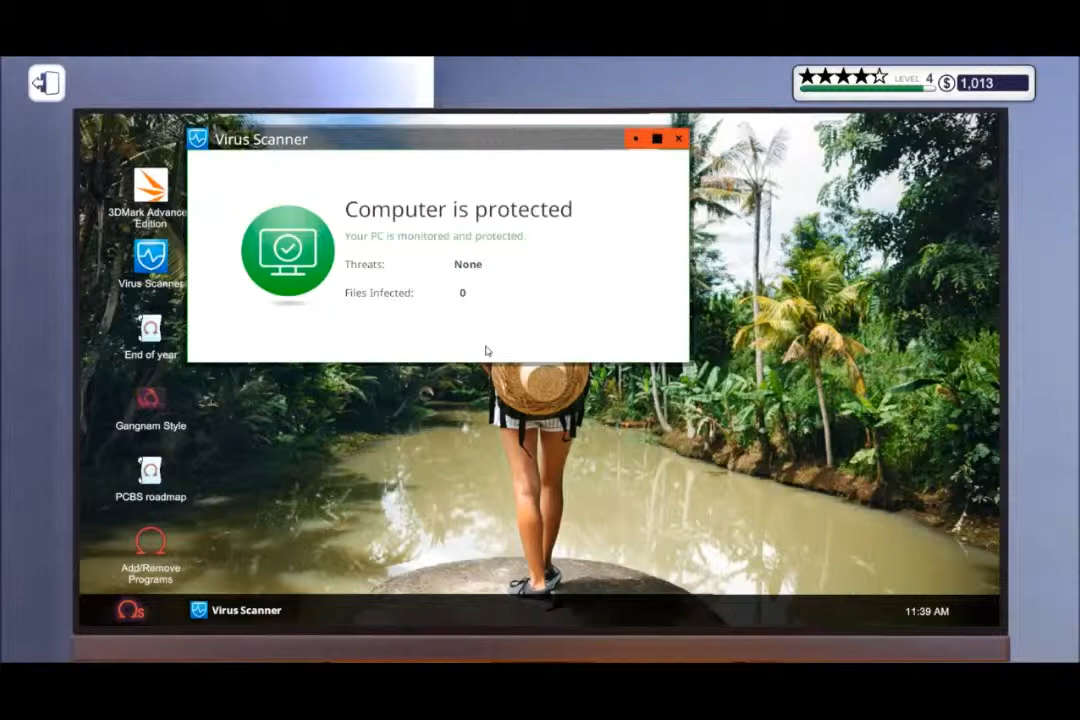 LEVEL 4
1,013
Virus Scanner
3DMark Advance
Edition
Virus Scanner
End of year
Gangnam Style
PCBS roadmap
Add/Remove
Programs
Computer is protected
Your PC is monitored and protected.
Threats: None
Files Infected: 0
Ωs
Virus Scanner
11:39 AM